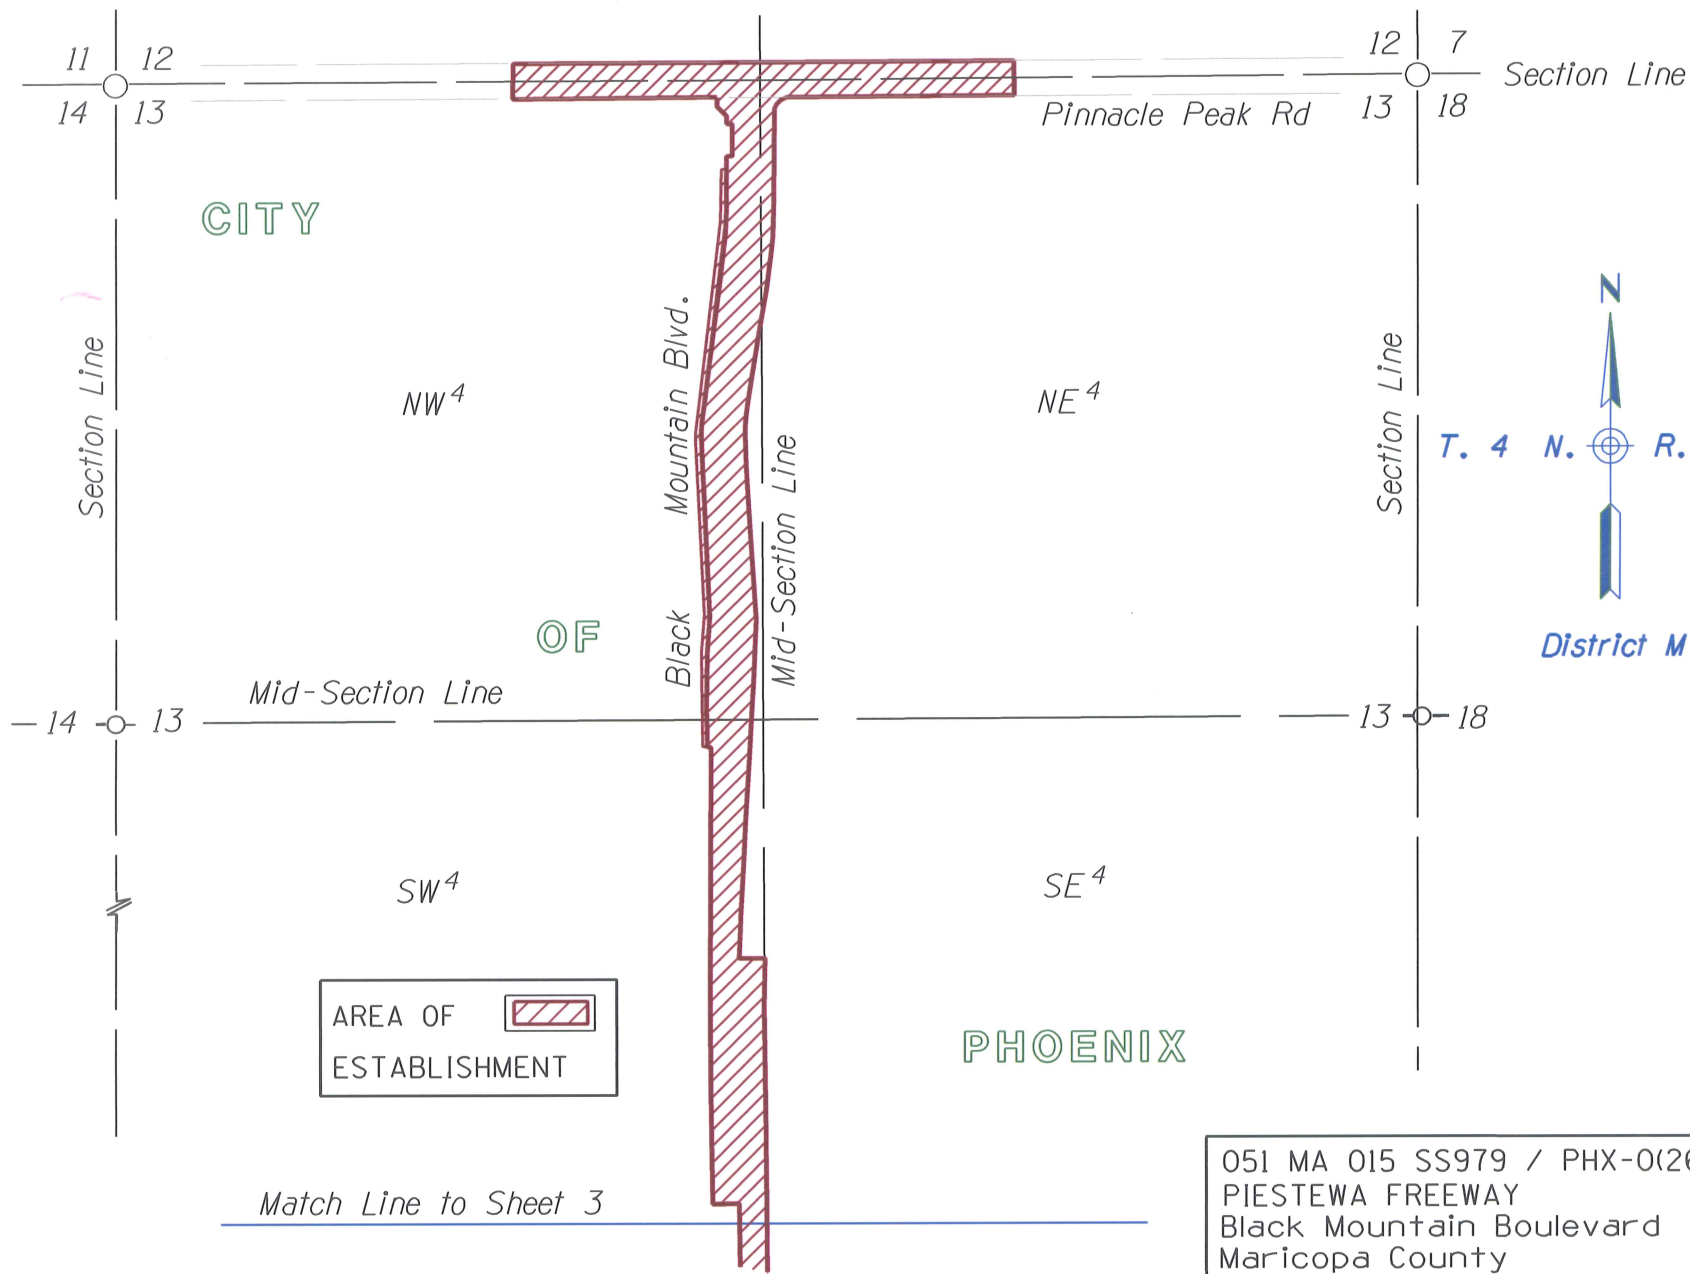 11 12
12 7
Section Line
14 13
Pinnacle Peak Rd
13 18
CITY
N
Section Line
Black Mountain Blvd.
Section Line
NW 4
NE 4
T. 4 N. R.
Mid-Section Line
OF
District M
Mid-Section Line
14 13
13 18
SW 4
SE 4
AREA OF
ESTABLISHMENT
PHOENIX
051 MA 015 SS979 / PHX-0(26
PIESTEWA FREEWAY
Black Mountain Boulevard
Maricopa County
Match Line to Sheet 3